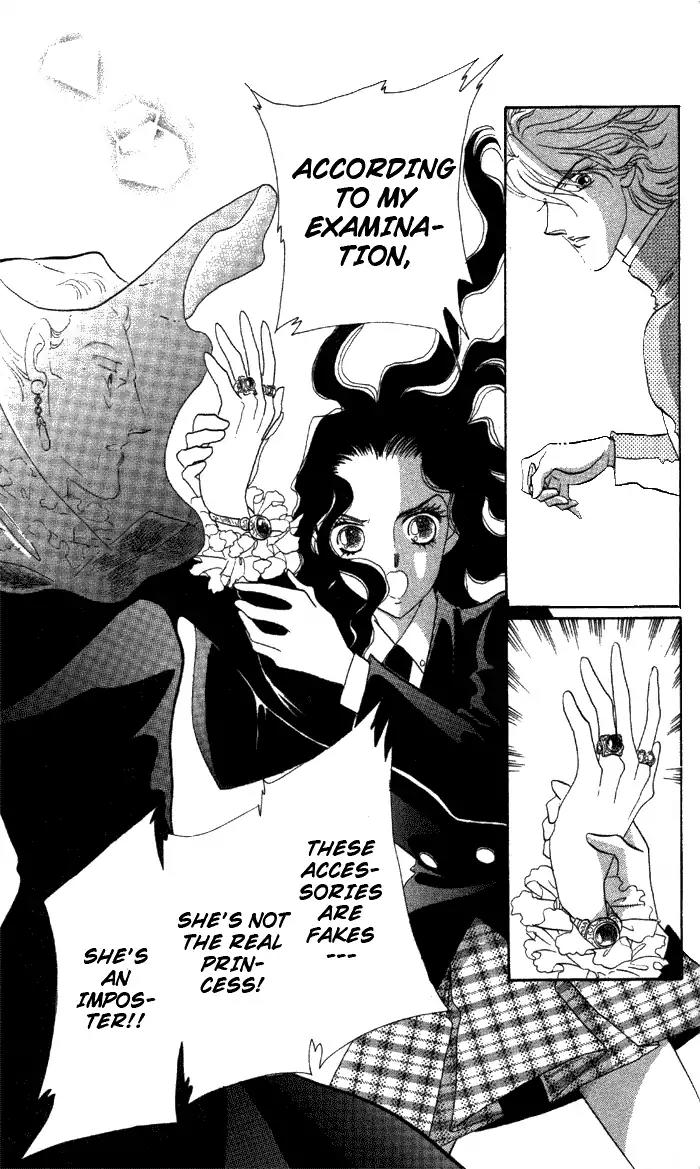 ACCORDING
TO MY
EXAMINA-
TION,
THESE
ACCES-
SORIES
ARE
FAKES
---
SHE'S NOT
THE REAL
PRIN-
CESS!
SHE'S
AN
IMPOS-
TER!!